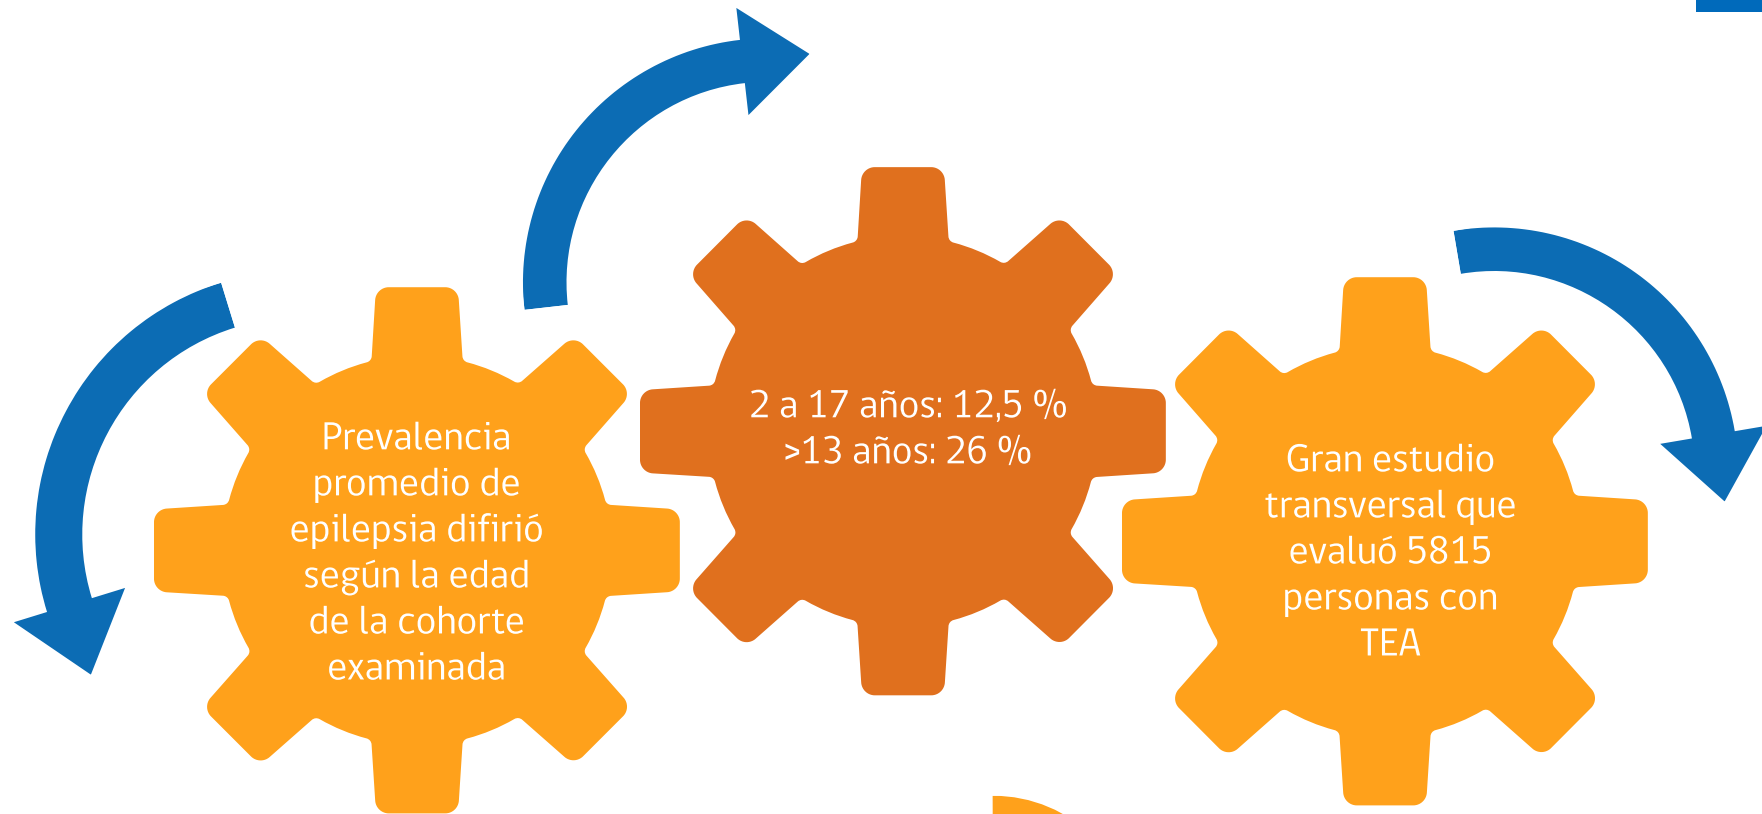 Prevalencia
promedio de
epilepsia difirió
según la edad
de la cohorte
examinada
2 a 17 años: 12,5 %
>13 años: 26 %
Gran estudio
transversal que
evaluó 5815
personas con
TEA